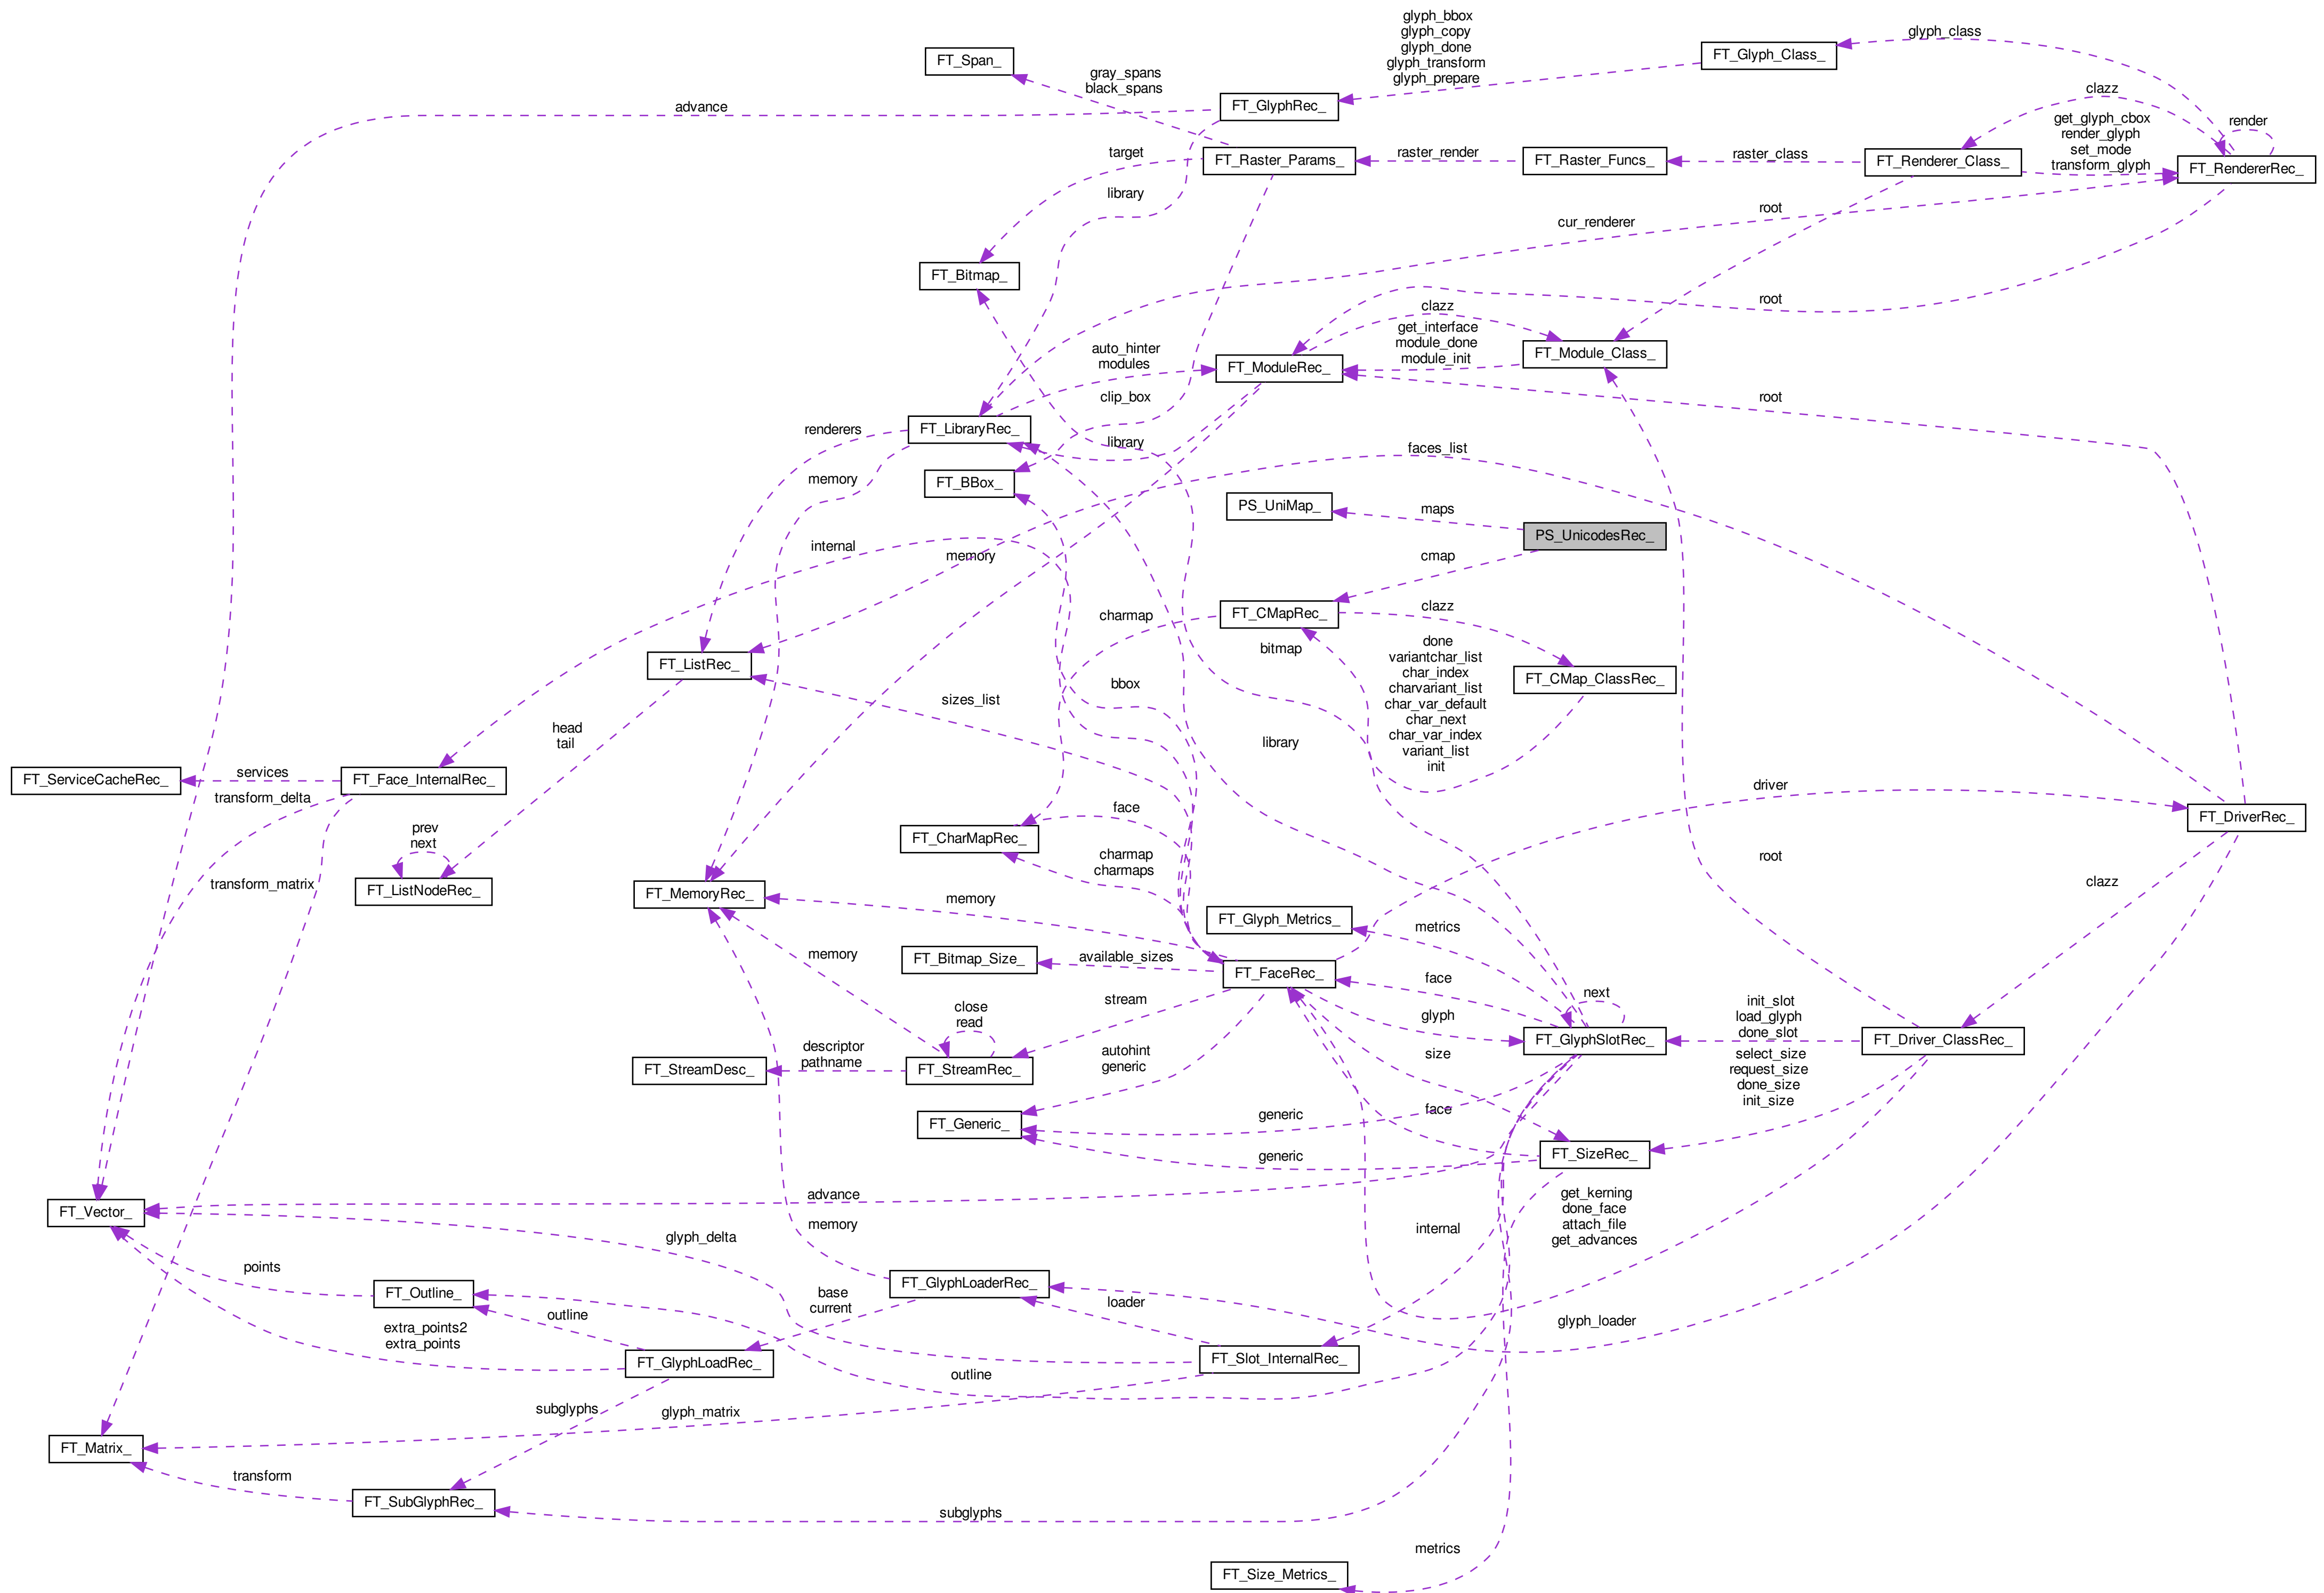 glyph_bbox
glyph_copy
glyph_done
glyph_transform
glyph_prepare
glyph_class
FT_Glyph_Class_
FT_Span_
gray_spans
black_spans
clazz
advance
FT_GlyphRec_
get_glyph_cbox
render_glyph
set_mode
transform_glyph
render
target
FT_Raster_Params_
raster_render
FT_Raster_Funcs_
raster_class
FT_Renderer_Class_
FT_RendererRec_
library
root
cur_renderer
FT_Bitmap_
root
clazz
get_interface
module_done
module_init
auto_hinter
modules
FT_ModuleRec_
FT_Module_Class_
clip_box
root
renderers
FT_LibraryRec_
library
faces_list
memory
FT_BBox_
PS_UniMap_
maps
PS_UnicodesRec_
internal
memory
cmap
charmap
FT_CMapRec_
clazz
done
variantchar_list
char_index
charvariant_list
char_var_default
char_next
char_var_index
variant_list
init
bitmap
FT_ListRec_
FT_CMap_ClassRec_
bbox
sizes_list
head
tail
library
FT_ServiceCacheRec_
services
FT_Face_InternalRec_
transform_delta
driver
face
FT_DriverRec_
prev
next
FT_CharMapRec_
charmap
charmaps
root
transform_matrix
FT_ListNodeRec_
FT_MemoryRec_
memory
clazz
FT_Glyph_Metrics_
metrics
memory
FT_Bitmap_Size_
available_sizes
FT_FaceRec_
face
next
stream
close
read
glyph
init_slot
load_glyph
done_slot
FT_GlyphSlotRec_
FT_Driver_ClassRec_
descriptor
pathname
autohint
generic
size
select_size
request_size
done_size
init_size
FT_StreamDesc_
FT_StreamRec_
generic
face
FT_Generic_
generic
FT_SizeRec_
advance
get_kerning
done_face
attach_file
get_advances
FT_Vector_
memory
internal
glyph_delta
points
FT_GlyphLoaderRec_
FT_Outline_
base
current
loader
outline
glyph_loader
extra_points2
extra_points
FT_GlyphLoadRec_
FT_Slot_InternalRec_
outline
subglyphs
glyph_matrix
FT_Matrix_
transform
FT_SubGlyphRec_
subglyphs
metrics
FT_Size_Metrics_